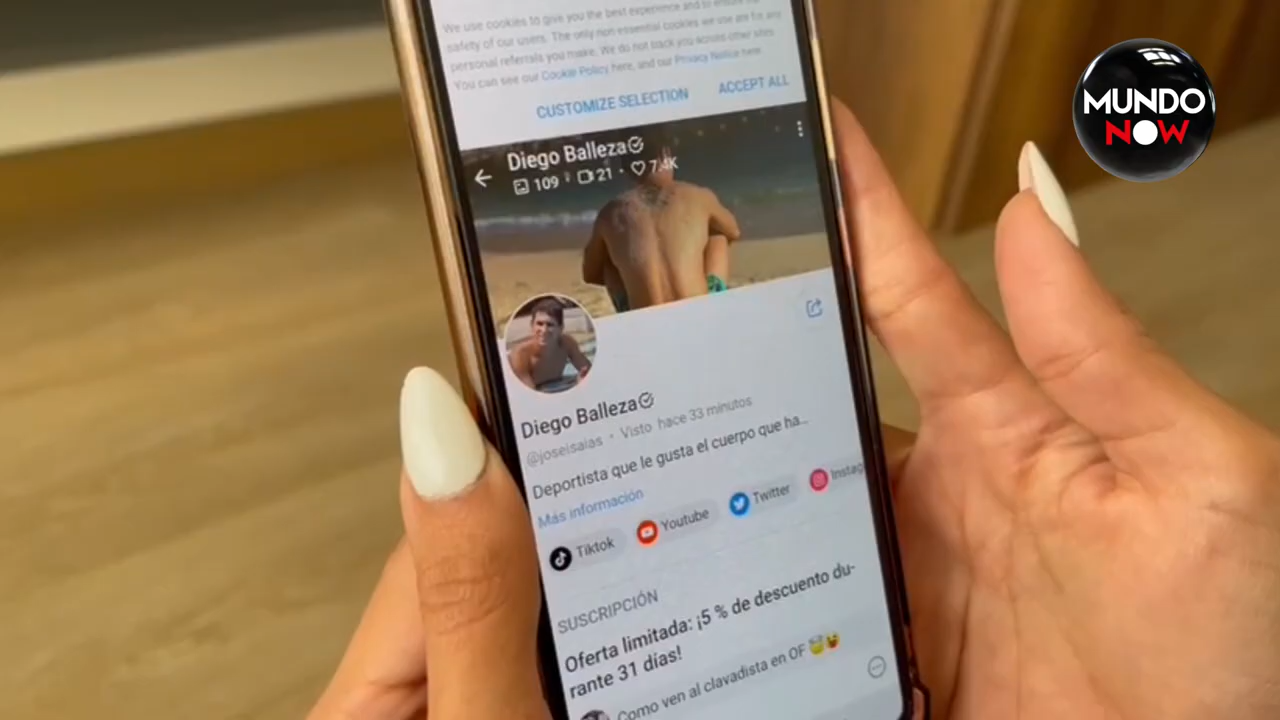 We use cookies to give you the best experience and to ensure the
safety of our users. The only non essential cookies we use are for any
personal referrals you make. We do not track you across other sites
You can see our Cookie Policy here, and our Privacy Notice here
CUSTOMIZE SELECTION ACCEPT ALL
Diego Balleza
109 • 21 • 7.4K
Diego Balleza
@joseisaias • Visto hace 33 minutos
Deportista que le gusta el cuerpo que ha...
Más información
Tiktok Youtube Twitter Instag
SUSCRIPCIÓN
Oferta limitada: ¡5 % de descuento du-
rante 31 días!
Como ven al clavadista en OF
MUNDO
NOW